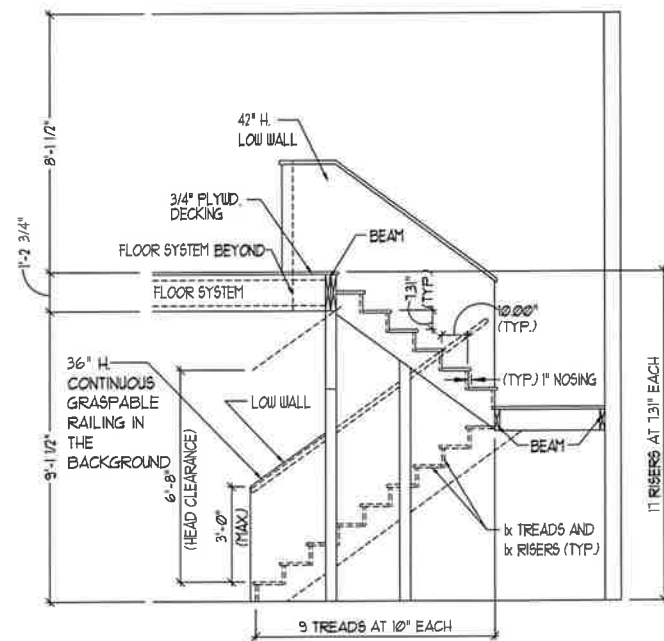 8'-1 1/2"
42" H.
LOW WALL
3/4" PLYWD.
DECKING
1'-2 3/4"
FLOOR SYSTEM BEYOND
BEAM
FLOOR SYSTEM
7.31"
(TYP.)
10.00"
(TYP.)
36" H.
CONTINUOUS
GRASPABLE
RAILING IN
THE
BACKGROUND
LOW WALL
(TYP.) 1" NOSING
BEAM
9'-1 1/2"
6'-8"
(HEAD CLEARANCE)
3'-0"
(MAX.)
1x TREADS AND
1x RISERS (TYP.)
17 RISERS AT 7.31" EACH
9 TREADS AT 10" EACH